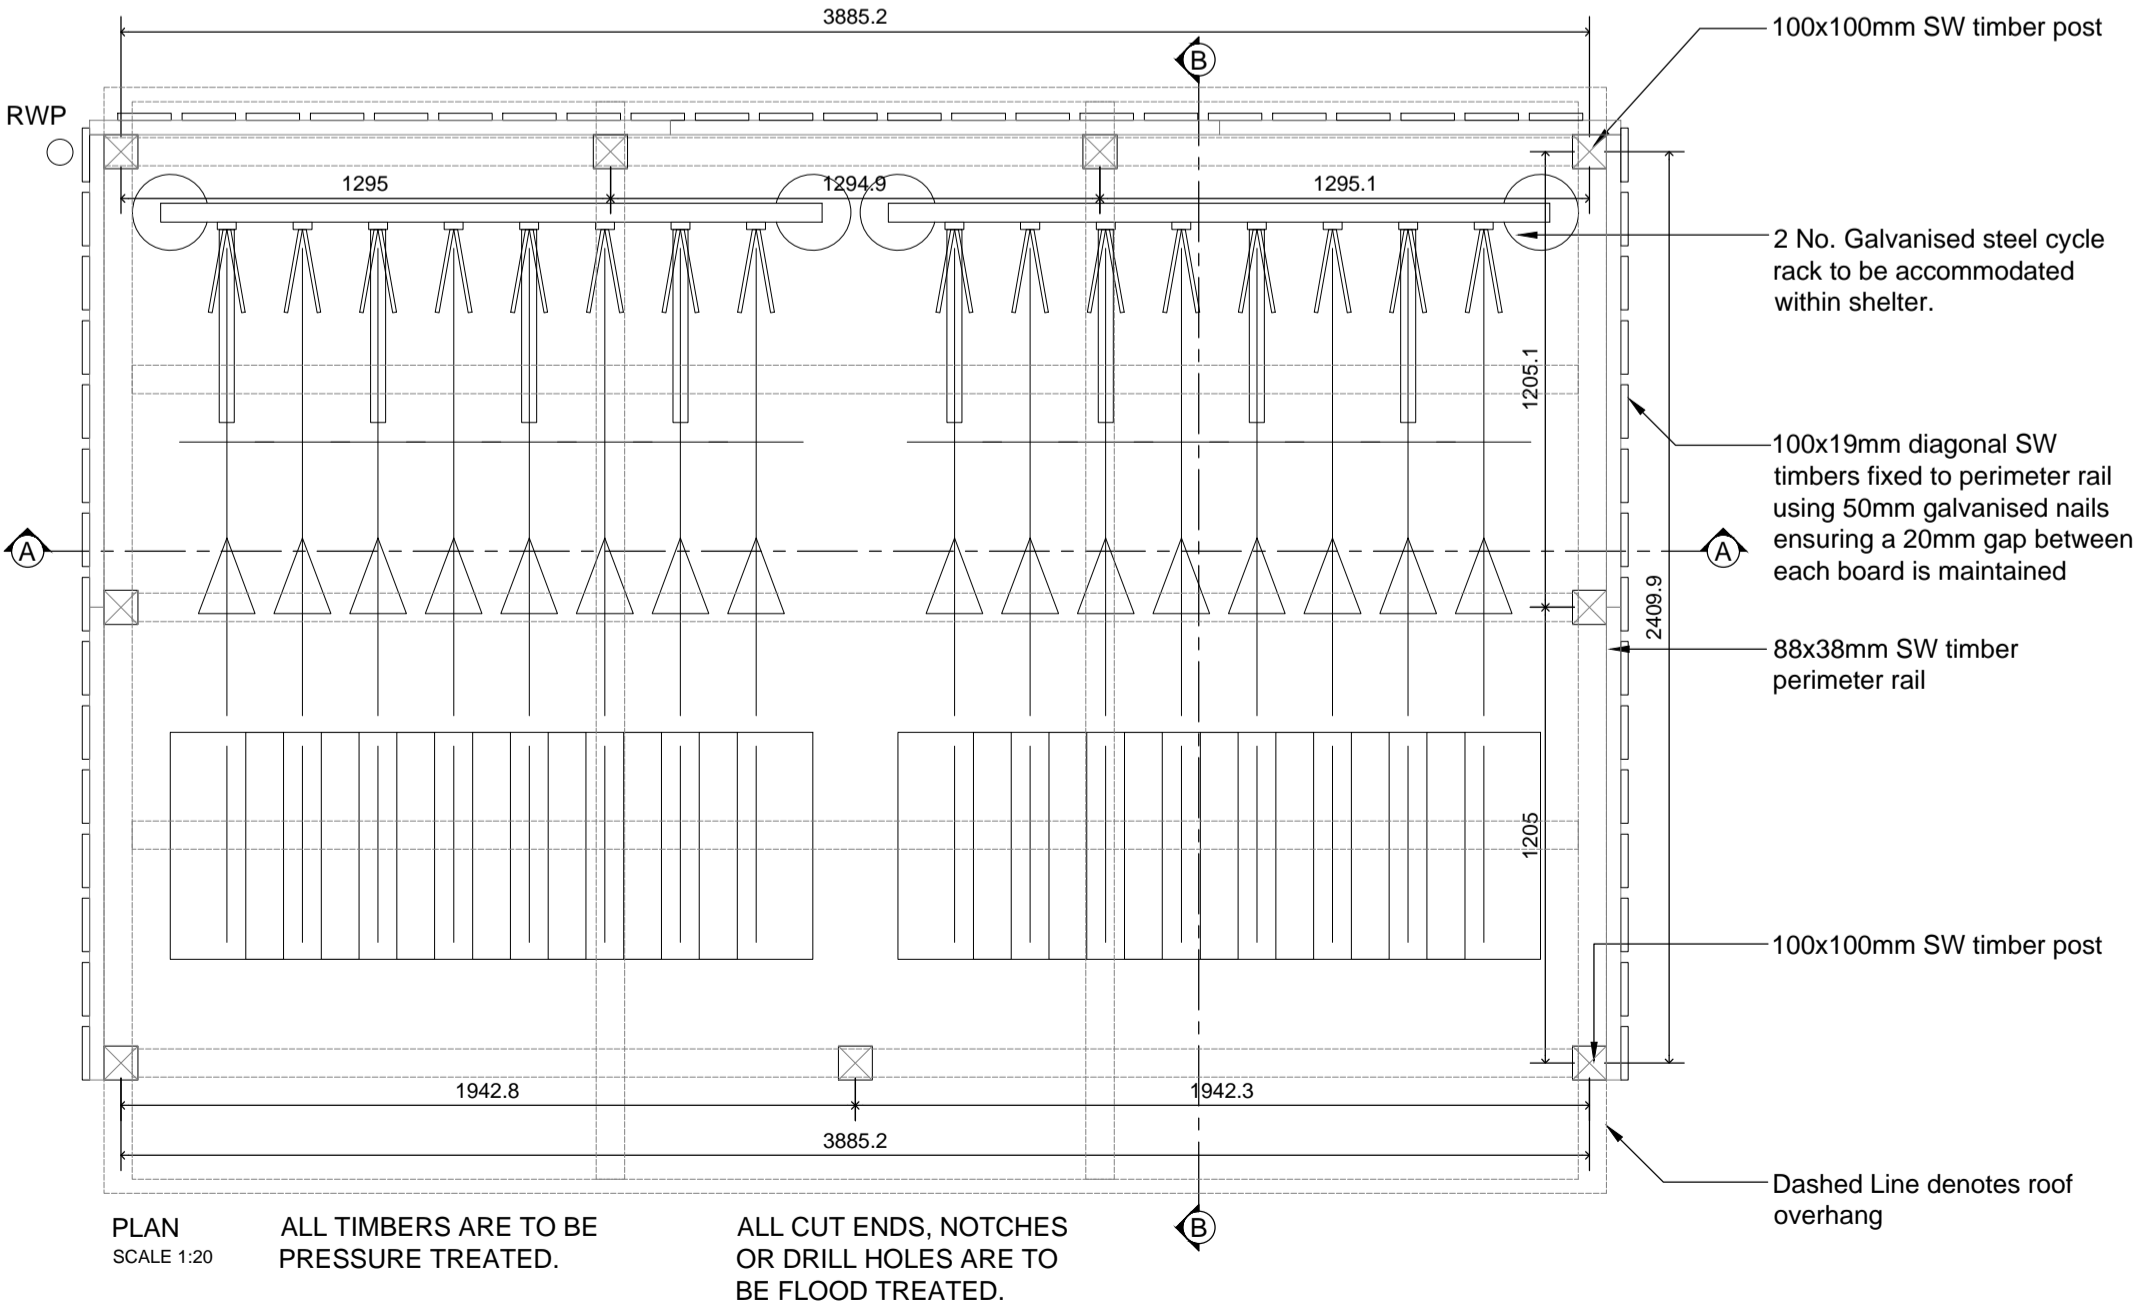 3885.2
100x100mm SW timber post
B
RWP
1295
1294.9
1295.1
2 No. Galvanised steel cycle
rack to be accommodated
within shelter.
1205.1
100x19mm diagonal SW
timbers fixed to perimeter rail
using 50mm galvanised nails
ensuring a 20mm gap between
each board is maintained
A
A
2409.9
88x38mm SW timber
perimeter rail
1205
100x100mm SW timber post
1942.8
1942.3
3885.2
Dashed Line denotes roof
overhang
B
PLAN
SCALE 1:20
ALL TIMBERS ARE TO BE
PRESSURE TREATED.
ALL CUT ENDS, NOTCHES
OR DRILL HOLES ARE TO
BE FLOOD TREATED.